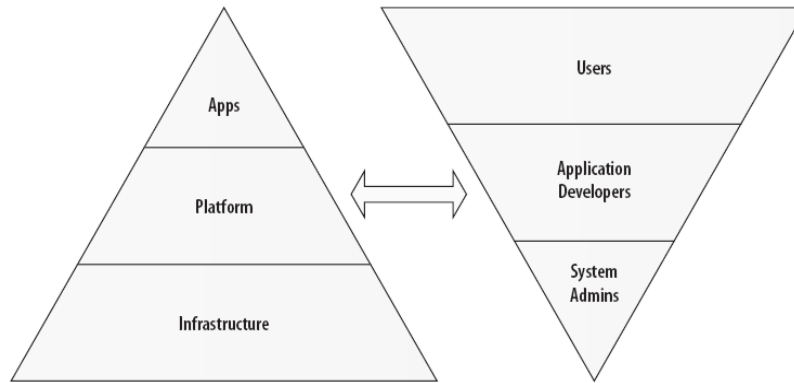 Apps
Platform
Infrastructure
Users
Application
Developers
System
Admins